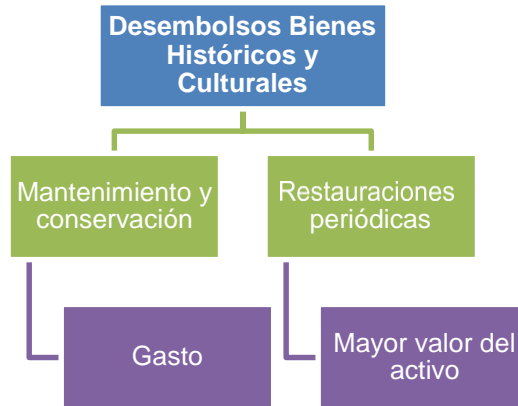 Desembolsos Bienes
Históricos y
Culturales
Mantenimiento y
conservación
Restauraciones
periódicas
Gasto
Mayor valor del
activo